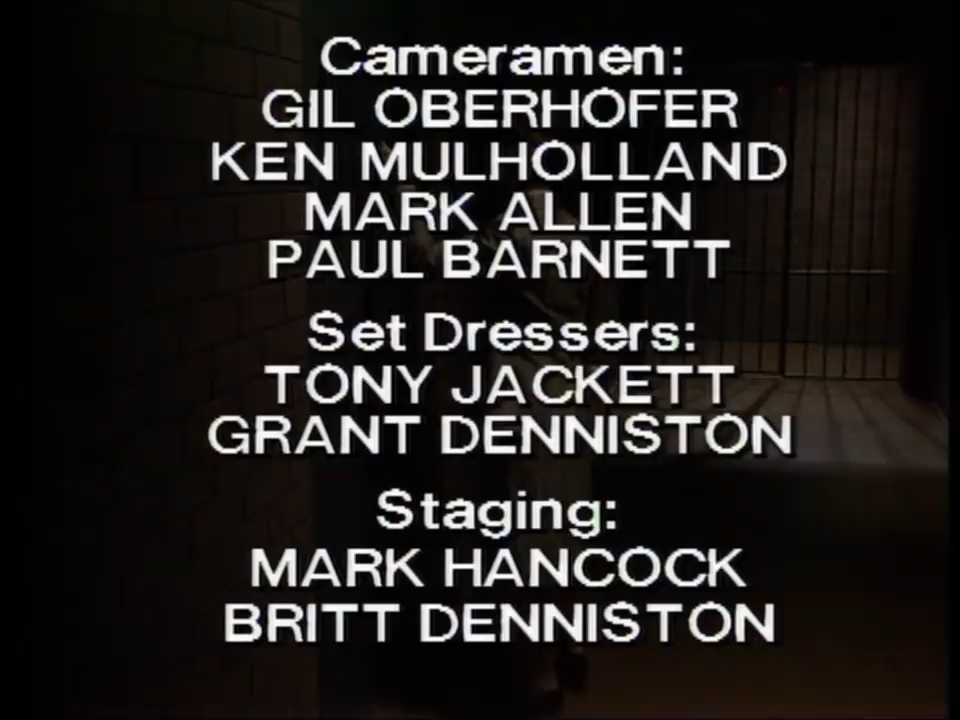 Cameramen:
GIL OBERHOFER
KEN MULHOLLAND
MARK ALLEN
PAUL BARNETT
Set Dressers:
TONY JACKETT
GRANT DENNISTON
Staging:
MARK HANCOCK
BRITT DENNISTON